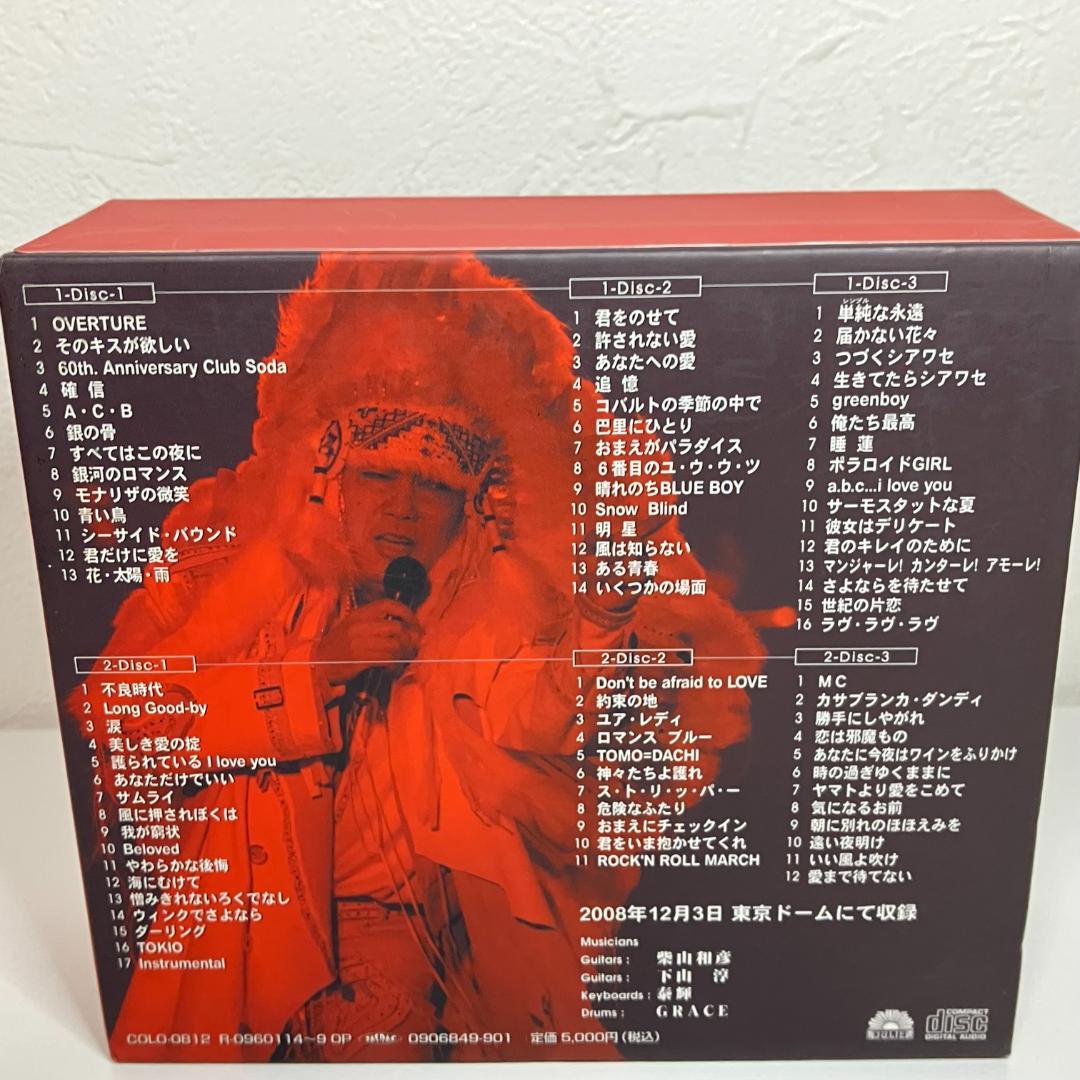 1-Disc-1
1 OVERTURE
2 そのキスが欲しい
3 60th. Anniversary Club Soda
4 確 信
5 A・C・B
6 銀の骨
7 すべてはこの夜に
8 銀河のロマンス
9 モナリザの微笑
10 青い鳥
11 シーサイド・バウンド
12 君だけに愛を
13 花・太陽・雨
1-Disc-2
1 君をのせて
2 許されない愛
3 あなたへの愛
4 追 憶
5 コバルトの季節の中で
6 巴里にひとり
7 おまえがパラダイス
8 6番目のユ・ウ・ウ・ツ
9 晴れのちBLUE BOY
10 Snow Blind
11 明 星
12 風は知らない
13 ある青春
14 いくつかの場面
1-Disc-3
シンプル
1 単純な永遠
2 届かない花々
3 つづくシアワセ
4 生きてたらシアワセ
5 greenboy
6 俺たち最高
7 睡 蓮
8 ポラロイドGIRL
9 a.b.c...i love you
10 サーモスタットな夏
11 彼女はデリケート
12 君のキレイのために
13 マンジャーレ! カンターレ! アモーレ!
14 さよならを待たせて
15 世紀の片恋
16 ラヴ・ラヴ・ラヴ
2-Disc-1
1 不良時代
2 Long Good-by
3 涙
4 美しき愛の掟
5 護られている I love you
6 あなただけでいい
7 サムライ
8 風に押されぼくは
9 我が窮状
10 Beloved
11 やわらかな後悔
12 海にむけて
13 憎みきれないろくでなし
14 ウィンクでさよなら
15 ダーリング
16 TOKIO
17 Instrumental
2-Disc-2
1 Don't be afraid to LOVE
2 約束の地
3 ユア・レディ
4 ロマンス ブルー
5 TOMO=DACHI
6 神々たちよ護れ
7 ス・ト・リ・ッ・パ・ー
8 危険なふたり
9 おまえにチェックイン
10 君をいま抱かせてくれ
11 ROCK'N ROLL MARCH
2-Disc-3
1 MC
2 カサブランカ・ダンディ
3 勝手にしやがれ
4 恋は邪魔もの
5 あなたに今夜はワインをふりかけ
6 時の過ぎゆくままに
7 ヤマトより愛をこめて
8 気になるお前
9 朝に別れのほほえみを
10 遠い夜明け
11 いい風よ吹け
12 愛まで待てない
2008年12月3日 東京ドームにて収録
Musicians
Guitars : 柴山和彦
Guitars : 下山 淳
Keyboards : 泰輝
Drums : GRACE
COLO-0812 R-0960114~9 OP 0906849-901 定価 5,000円(税込)
JULIE
COMPACT
disc
DIGITAL AUDIO